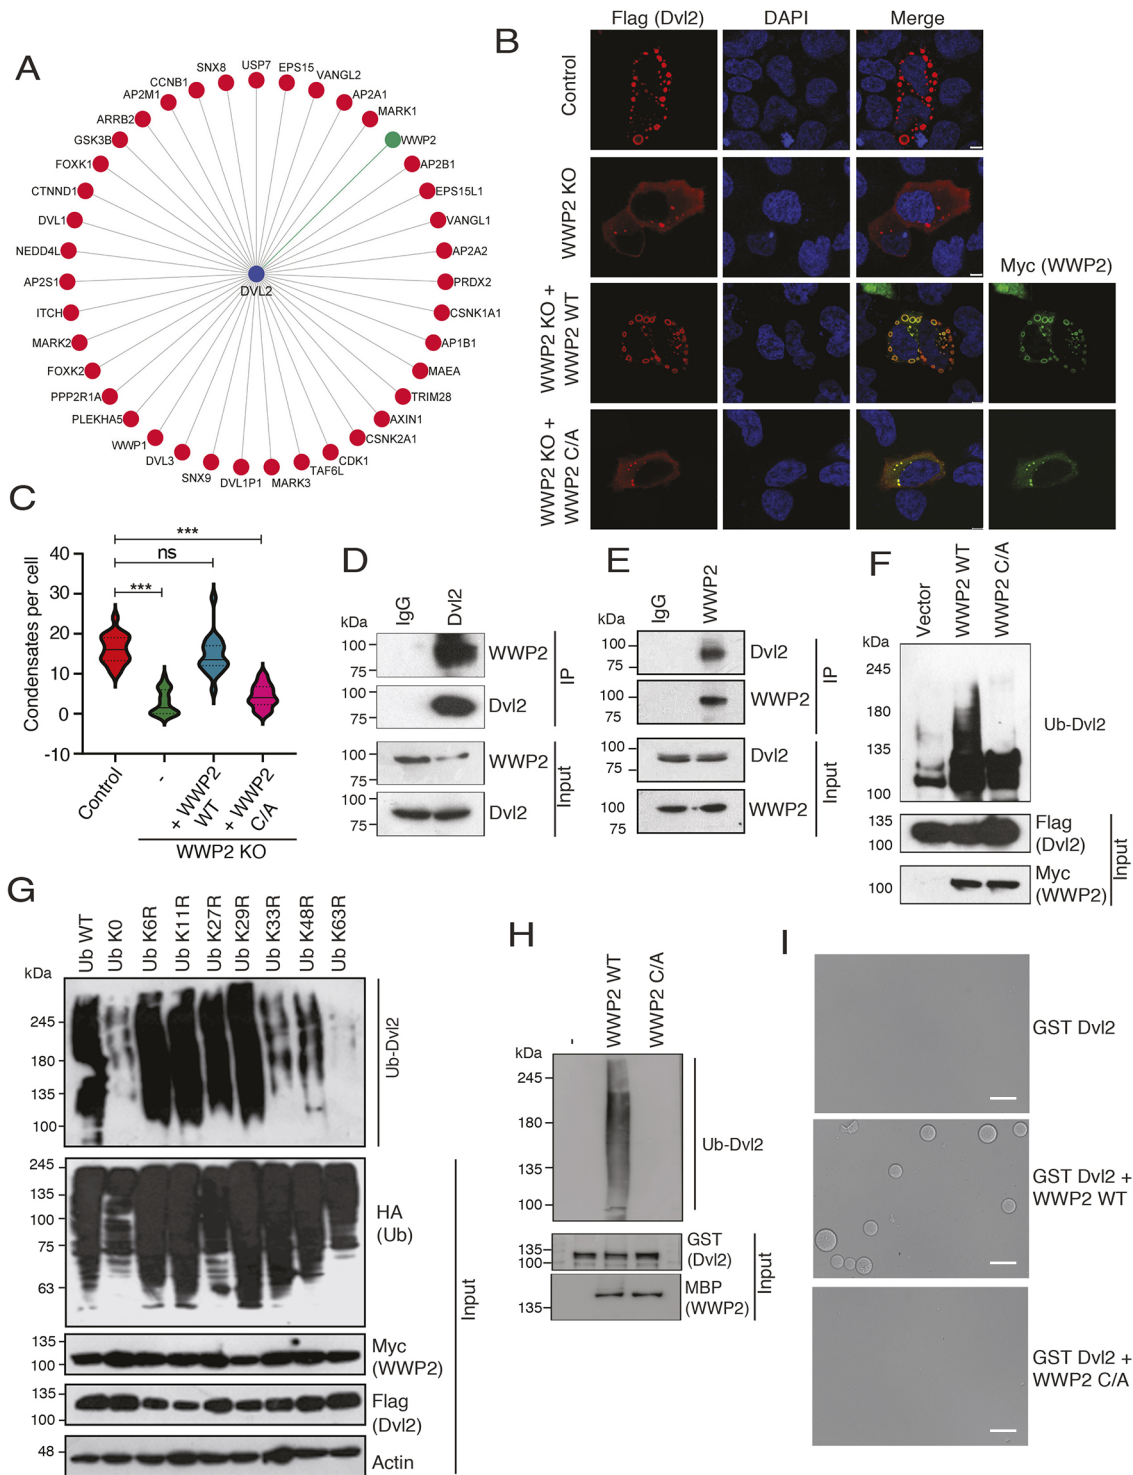 A
USP7
EPS15
VANGL2
AP2A1
MARK1
WWP2
AP2B1
EPS15L1
VANGL1
AP2A2
PRDX2
CSNK1A1
AP1B1
MAEA
TRIM28
AXIN1
CSNK2A1
CDK1
TAF6L
MARK3
DVL1P1
SNX9
DVL3
WWP1
PLEKHA5
PPP2R1A
FOXK2
MARK2
ITCH
AP2S1
NEDD4L
DVL1
CTNND1
FOXK1
GSK3B
ARRB2
AP2M1
CCNB1
SNX8
DVL2
B
Flag (Dvl2)
DAPI
Merge
Control
WWP2 KO
WWP2 KO +
WWP2 WT
WWP2 KO +
WWP2 C/A
Myc (WWP2)
C
Condensates per cell
40
30
20
10
0
-10
***
ns
***
Control
-
+ WWP2
WT
+ WWP2
C/A
WWP2 KO
D
IgG
Dvl2
kDa
100
75
WWP2
75
Dvl2
IP
100
75
WWP2
100
75
Dvl2
Input
E
IgG
WWP2
kDa
100
75
Dvl2
100
75
WWP2
IP
100
75
Dvl2
100
75
WWP2
Input
F
Vector
WWP2 WT
WWP2 C/A
kDa
245
180
135
100
Ub-Dvl2
135
100
Flag
(Dvl2)
100
Myc
(WWP2)
Input
G
Ub WT
Ub K0
Ub K6R
Ub K11R
Ub K27R
Ub K29R
Ub K33R
Ub K48R
Ub K63R
kDa
245
180
135
100
Ub-Dvl2
245
135
100
75
63
HA
(Ub)
135
100
Myc
(WWP2)
135
100
Flag
(Dvl2)
48
Actin
Input
H
-
WWP2 WT
WWP2 C/A
kDa
245
180
135
100
Ub-Dvl2
135
100
GST
(Dvl2)
135
MBP
(WWP2)
Input
I
GST Dvl2
GST Dvl2 +
WWP2 WT
GST Dvl2 +
WWP2 C/A